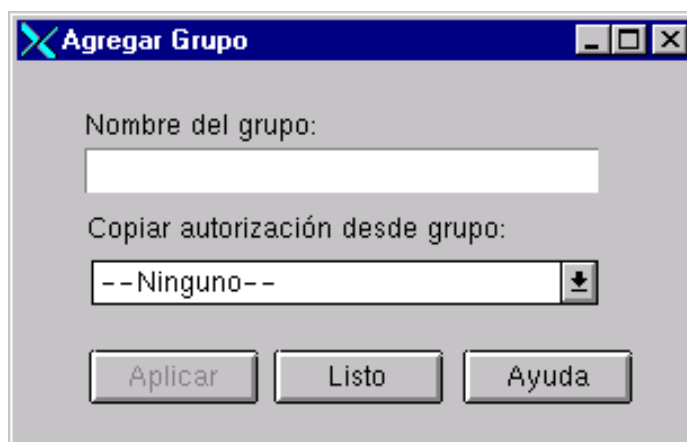 Agregar Grupo
Nombre del grupo:
Copiar autorización desde grupo:
--Ninguno--
Aplicar Listo Ayuda